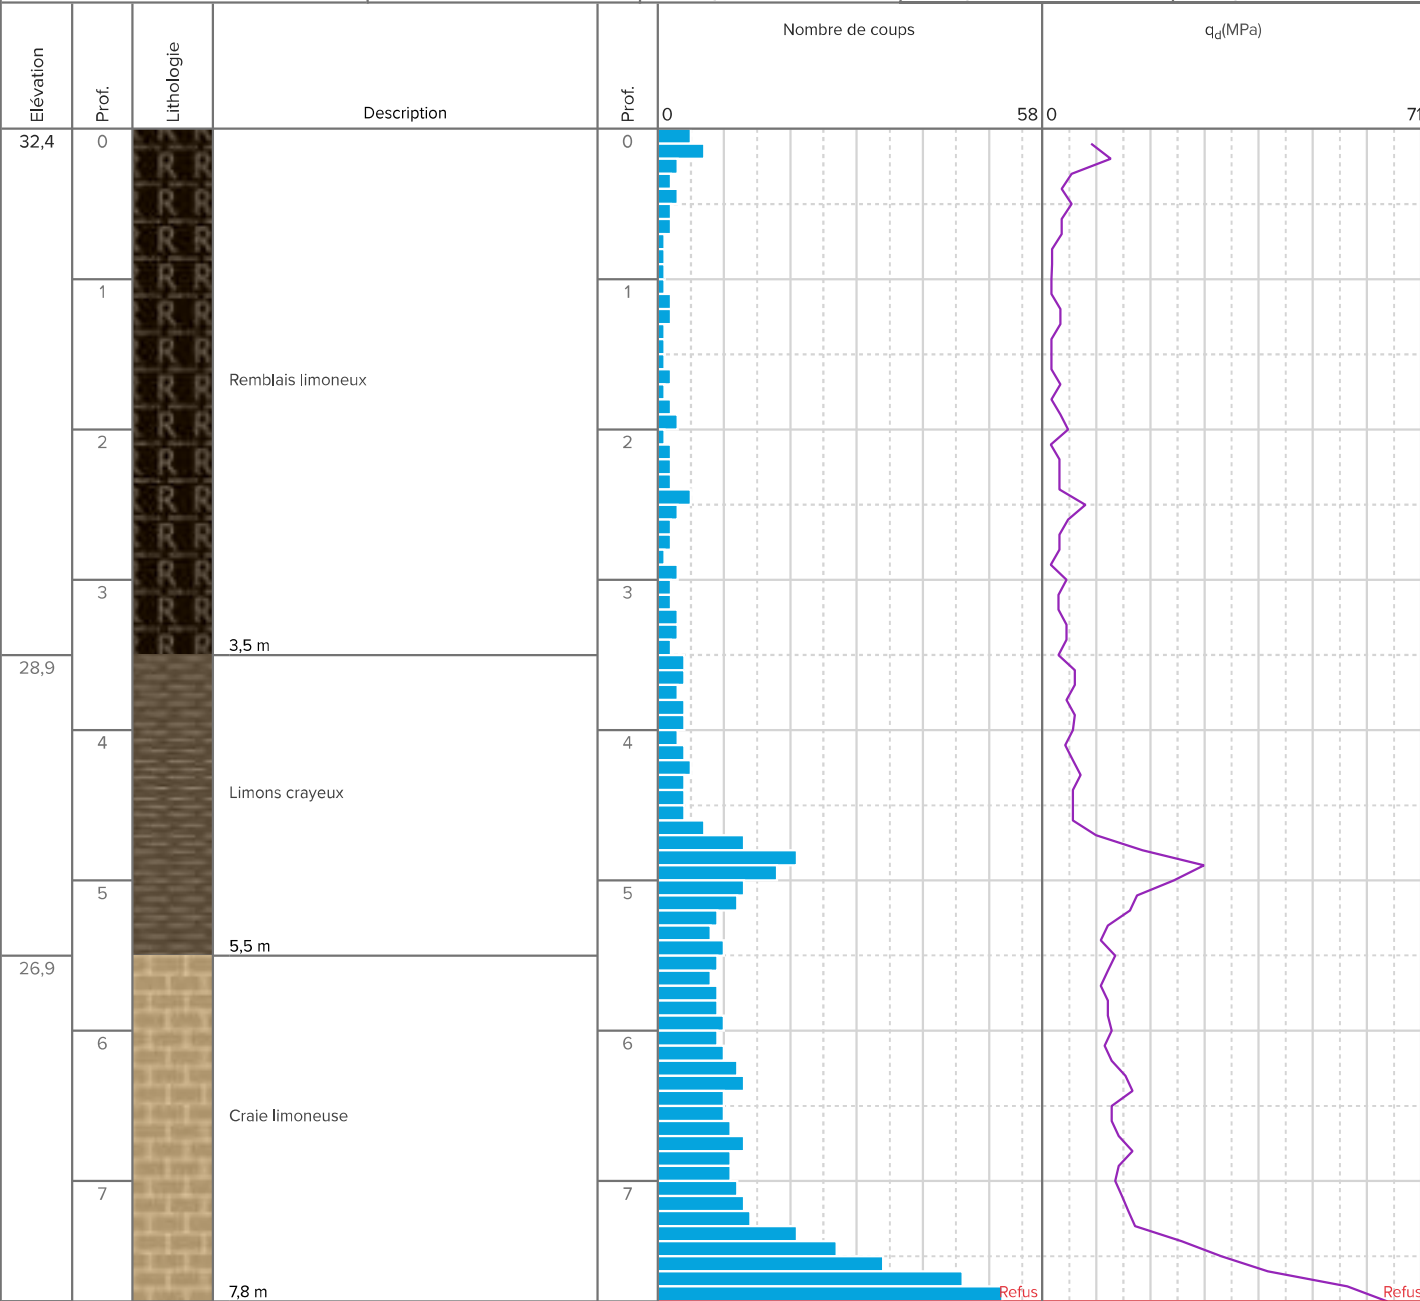 Elévation
Prof.
Lithologie
Description
Prof.
Nombre de coups
0 58
q_d(MPa)
0 71
32,4
0 0
1 1
Remblais limoneux
2 2
3 3
3,5 m
28,9
4 4
Limons crayeux
5 5
5,5 m
26,9
6 6
Craie limoneuse
7 7
7,8 m
Refus Refus
R R
R R
R R
R R
R R
R R
R R
R R
R R
R R
R R
R R
R R
R R